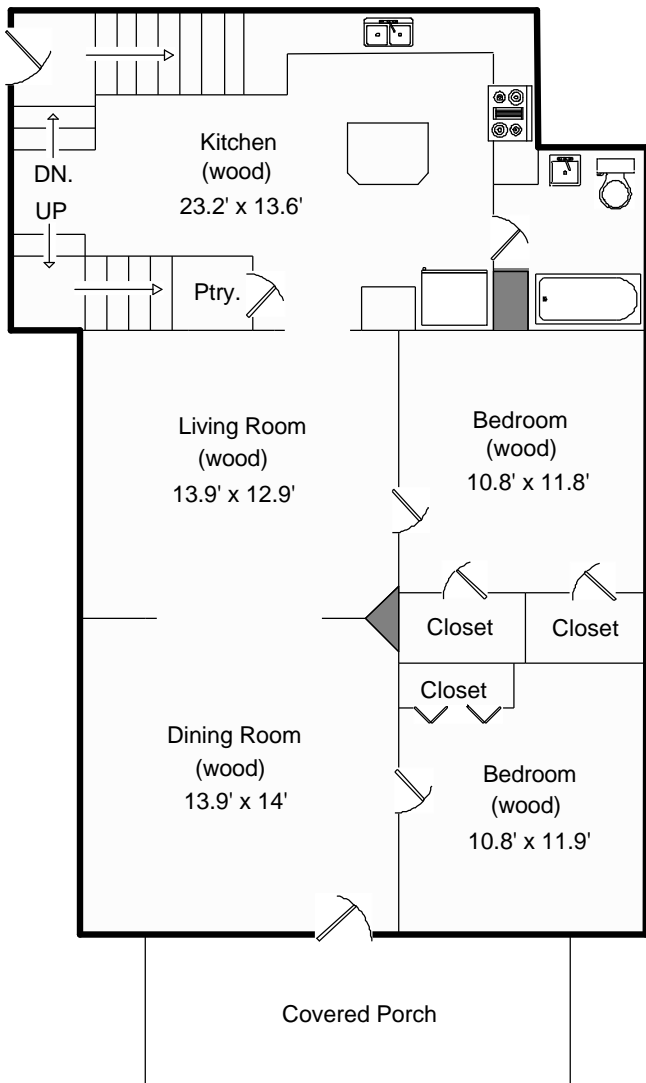 Kitchen
(wood)
23.2' x 13.6'
DN.
UP
Ptry.
Living Room
(wood)
13.9' x 12.9'
Bedroom
(wood)
10.8' x 11.8'
Closet
Closet
Closet
Dining Room
(wood)
13.9' x 14'
Bedroom
(wood)
10.8' x 11.9'
Covered Porch